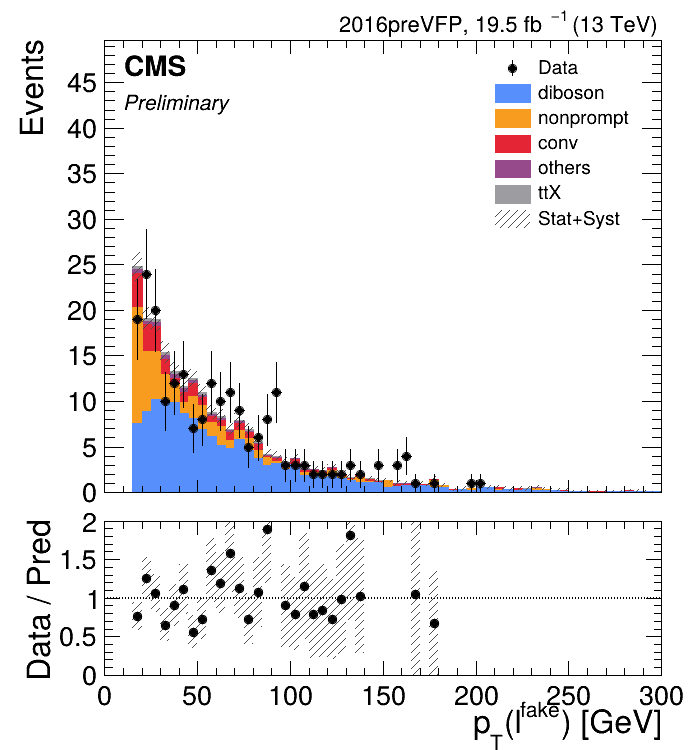 2016preVFP, 19.5 fb⁻¹ (13 TeV)
CMS
Preliminary
Events
45
40
35
30
25
20
15
10
5
0
Data
diboson
nonprompt
conv
others
ttX
Stat+Syst
Data / Pred
2
1.5
1
0.5
0
0 50 100 150 200 250 300
p_T(l^fake) [GeV]